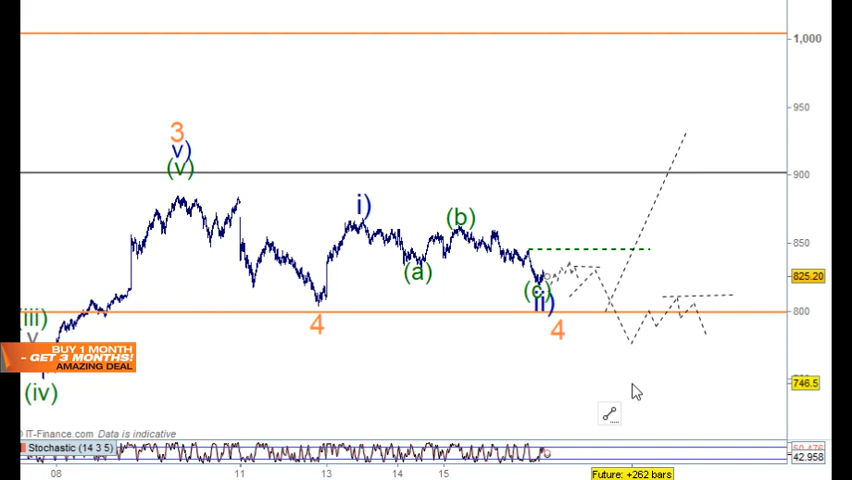 1,000
950
3
v)
(v)
900
i)
(b)
850
(a)
825.20
(c)
ii)
800
iii)
4
4
v
BUY 1 MONTH
- GET 3 MONTHS!
AMAZING DEAL
746.5
(iv)
© IT-Finance.com Data is indicative
Stochastic (14 3 5)
42.958
08
11
13
14
15
Future: +262 bars